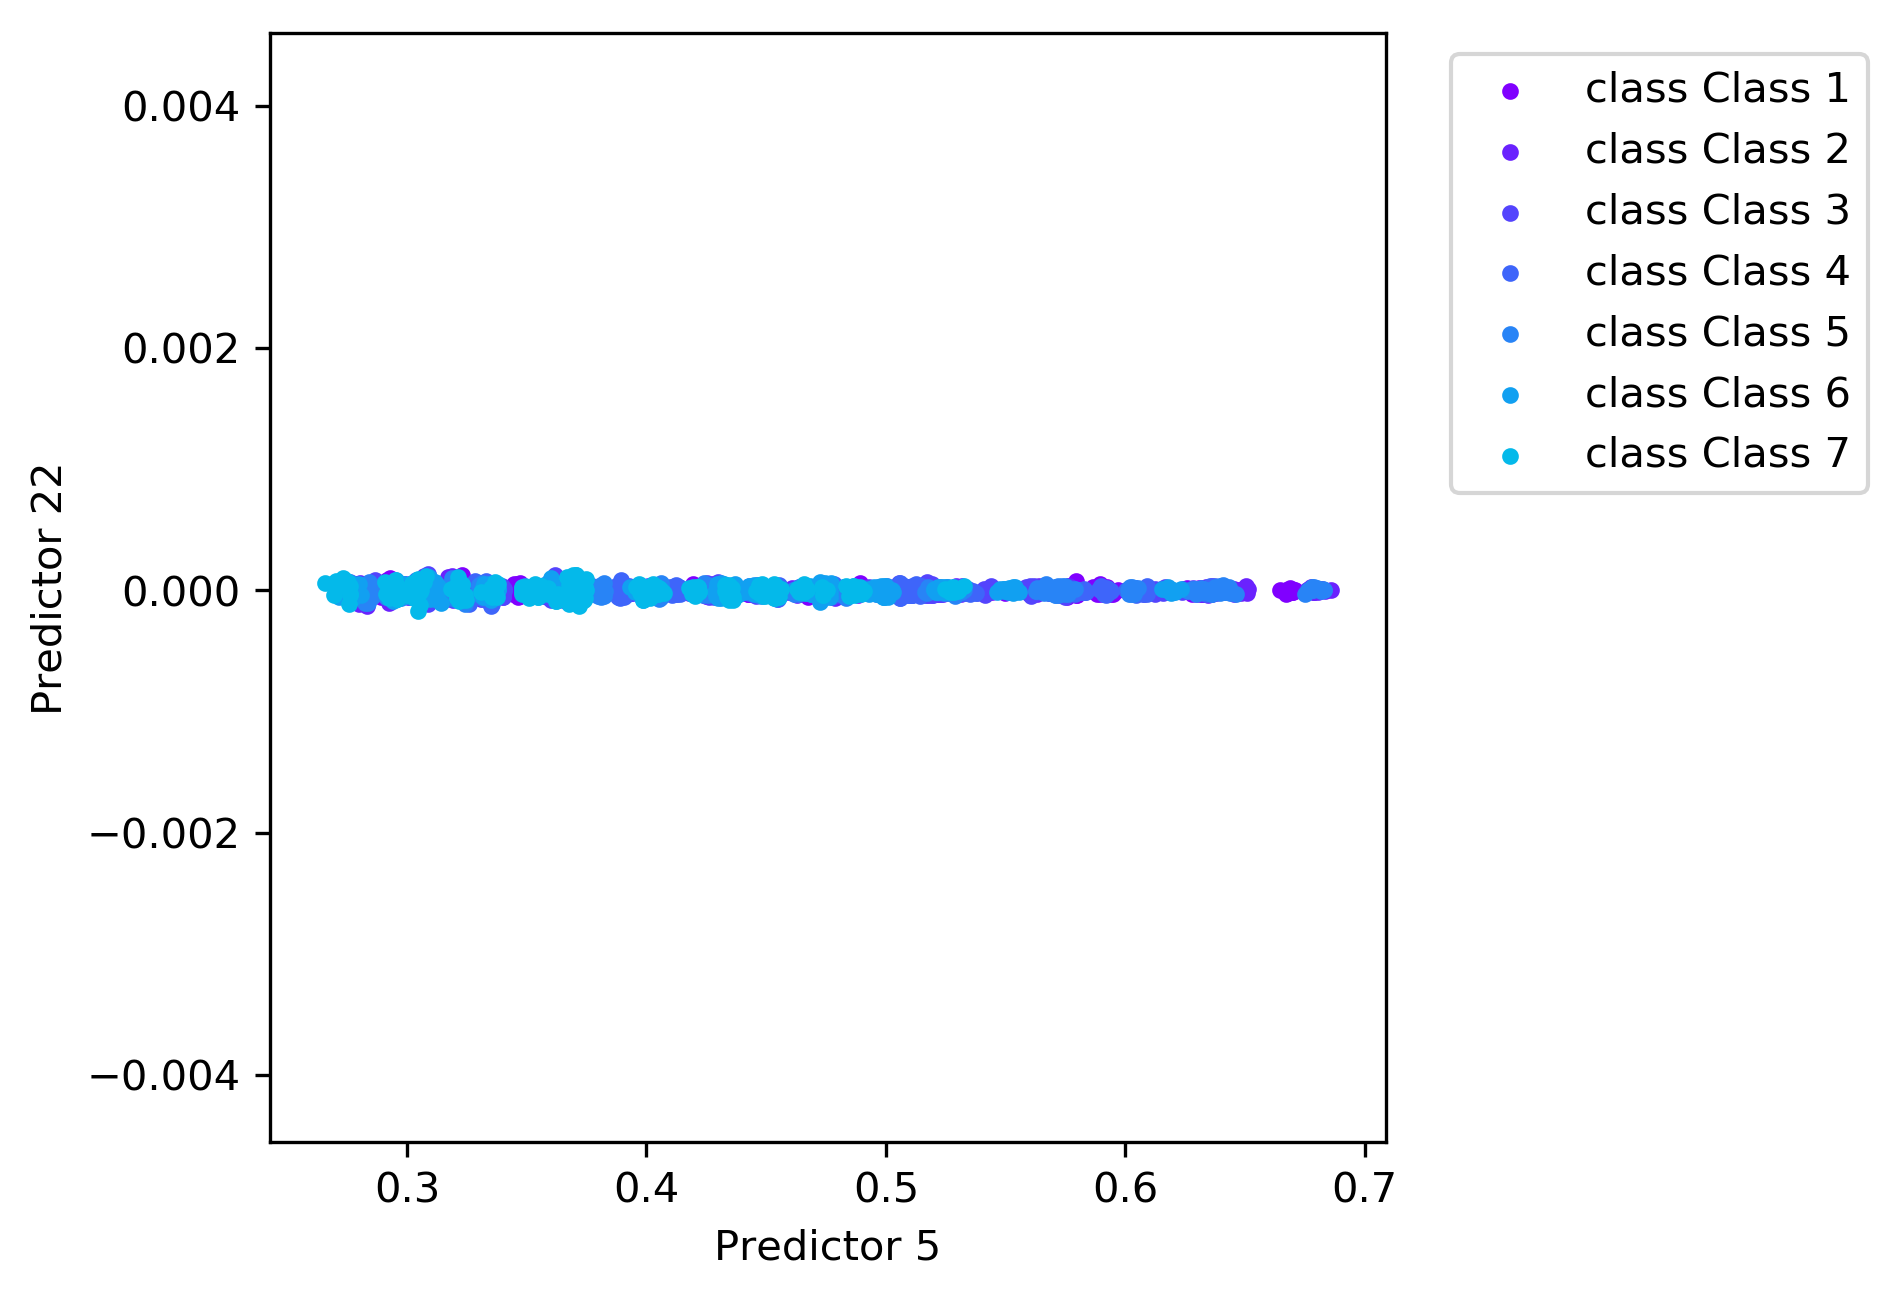 0.004
0.002
0.000
−0.002
−0.004
Predictor 22
0.3 0.4 0.5 0.6 0.7
Predictor 5
class Class 1
class Class 2
class Class 3
class Class 4
class Class 5
class Class 6
class Class 7